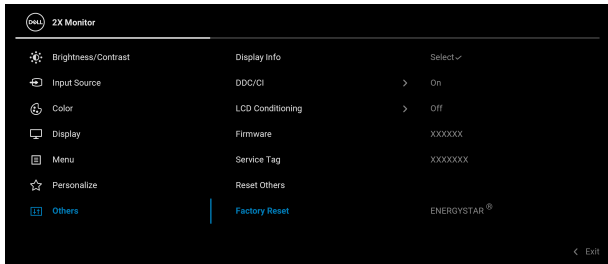 DELL 2X Monitor
Brightness/Contrast Display Info Select✓
Input Source DDC/CI > On
Color LCD Conditioning > Off
Display Firmware XXXXXX
Menu Service Tag XXXXXXX
Personalize Reset Others
Others Factory Reset ENERGYSTAR ®
< Exit